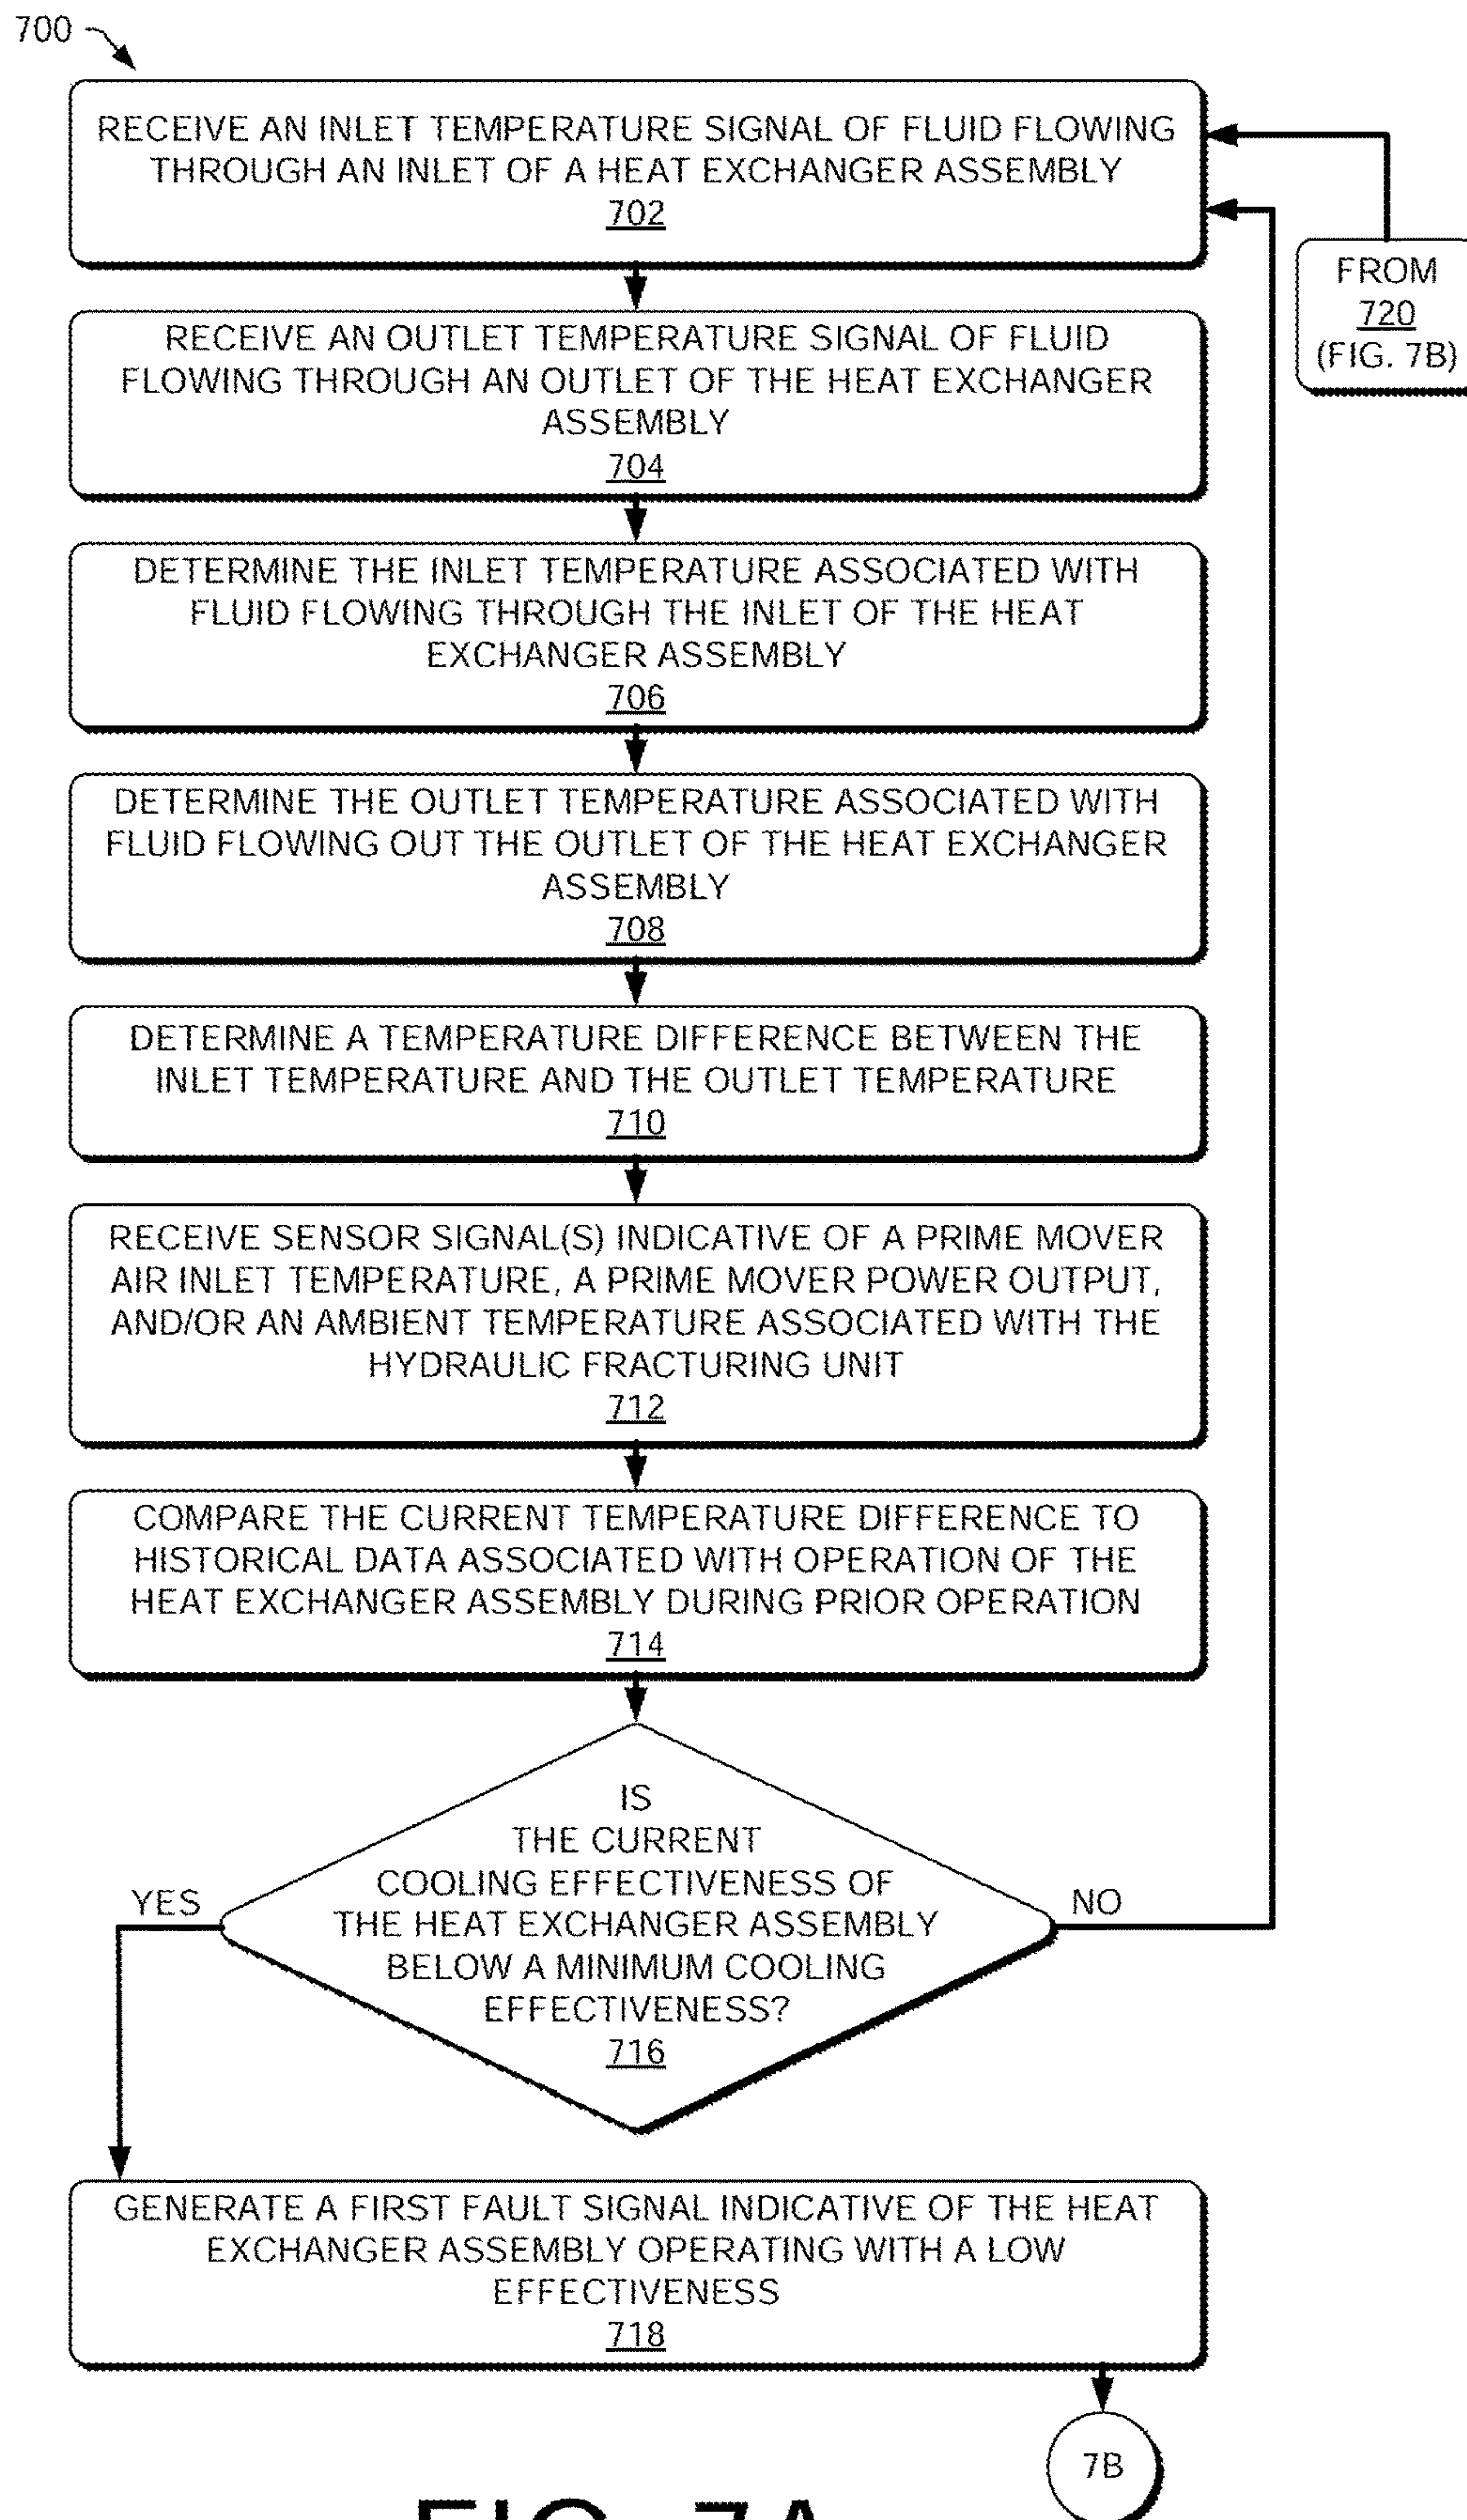 700
RECEIVE AN INLET TEMPERATURE SIGNAL OF FLUID FLOWING
THROUGH AN INLET OF A HEAT EXCHANGER ASSEMBLY
702
FROM
720
(FIG. 7B)
RECEIVE AN OUTLET TEMPERATURE SIGNAL OF FLUID
FLOWING THROUGH AN OUTLET OF THE HEAT EXCHANGER
ASSEMBLY
704
DETERMINE THE INLET TEMPERATURE ASSOCIATED WITH
FLUID FLOWING THROUGH THE INLET OF THE HEAT
EXCHANGER ASSEMBLY
706
DETERMINE THE OUTLET TEMPERATURE ASSOCIATED WITH
FLUID FLOWING OUT THE OUTLET OF THE HEAT EXCHANGER
ASSEMBLY
708
DETERMINE A TEMPERATURE DIFFERENCE BETWEEN THE
INLET TEMPERATURE AND THE OUTLET TEMPERATURE
710
RECEIVE SENSOR SIGNAL(S) INDICATIVE OF A PRIME MOVER
AIR INLET TEMPERATURE, A PRIME MOVER POWER OUTPUT,
AND/OR AN AMBIENT TEMPERATURE ASSOCIATED WITH THE
HYDRAULIC FRACTURING UNIT
712
COMPARE THE CURRENT TEMPERATURE DIFFERENCE TO
HISTORICAL DATA ASSOCIATED WITH OPERATION OF THE
HEAT EXCHANGER ASSEMBLY DURING PRIOR OPERATION
714
IS
THE CURRENT
COOLING EFFECTIVENESS OF
THE HEAT EXCHANGER ASSEMBLY
BELOW A MINIMUM COOLING
EFFECTIVENESS?
716
YES
NO
GENERATE A FIRST FAULT SIGNAL INDICATIVE OF THE HEAT
EXCHANGER ASSEMBLY OPERATING WITH A LOW
EFFECTIVENESS
718
7B
FIG. 7A